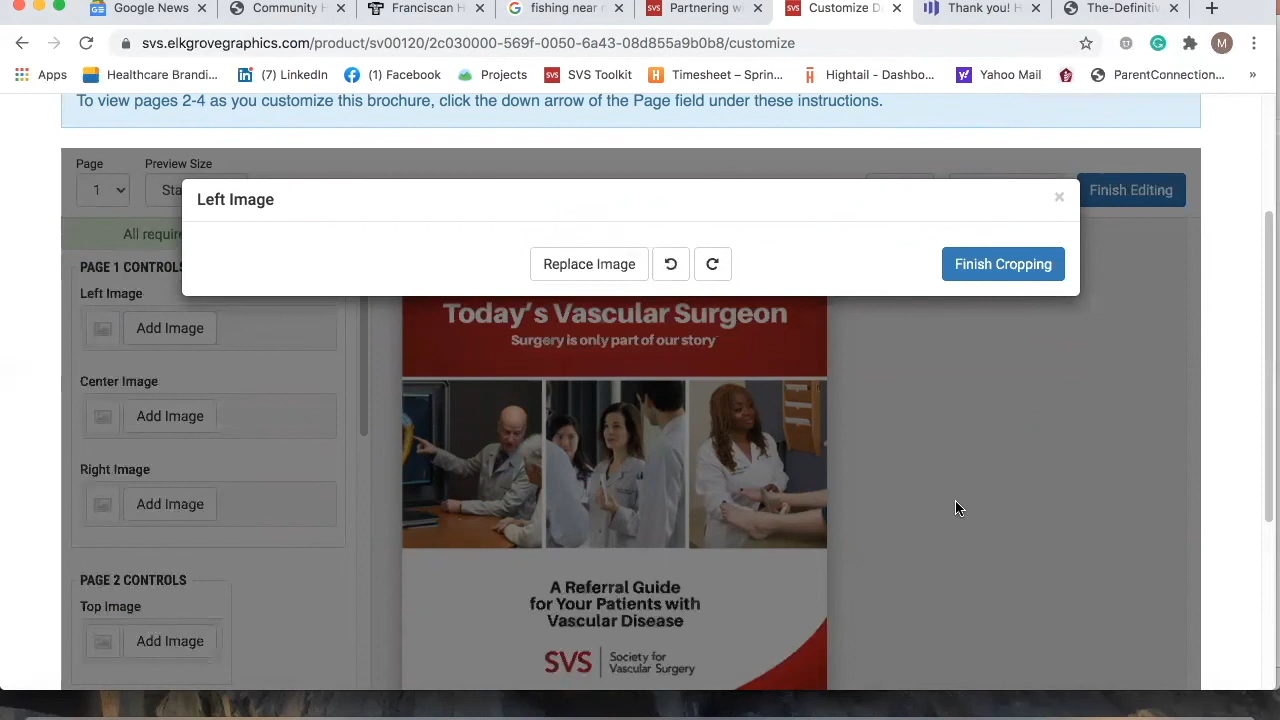 Google News
Community H
Franciscan H
fishing near r
Partnering wi
Customize D
Thank you! H
The-Definitiv
svs.elkgrovegraphics.com/product/sv00120/2c030000-569f-0050-6a43-08d855a9b0b8/customize
M
Apps
Healthcare Brandi...
(7) LinkedIn
(1) Facebook
Projects
SVS Toolkit
Timesheet – Sprin...
Hightail - Dashbo...
Yahoo Mail
ParentConnection...
»
To view pages 2-4 as you customize this brochure, click the down arrow of the Page field under these instructions.
Page
Preview Size
1
Sta
Finish Editing
Left Image
×
All require
Replace Image
Finish Cropping
PAGE 1 CONTROLS
Left Image
Add Image
Center Image
Add Image
Right Image
Add Image
PAGE 2 CONTROLS
Top Image
Add Image
Today's Vascular Surgeon
Surgery is only part of our story
A Referral Guide
for Your Patients with
Vascular Disease
SVS
Society for
Vascular Surgery